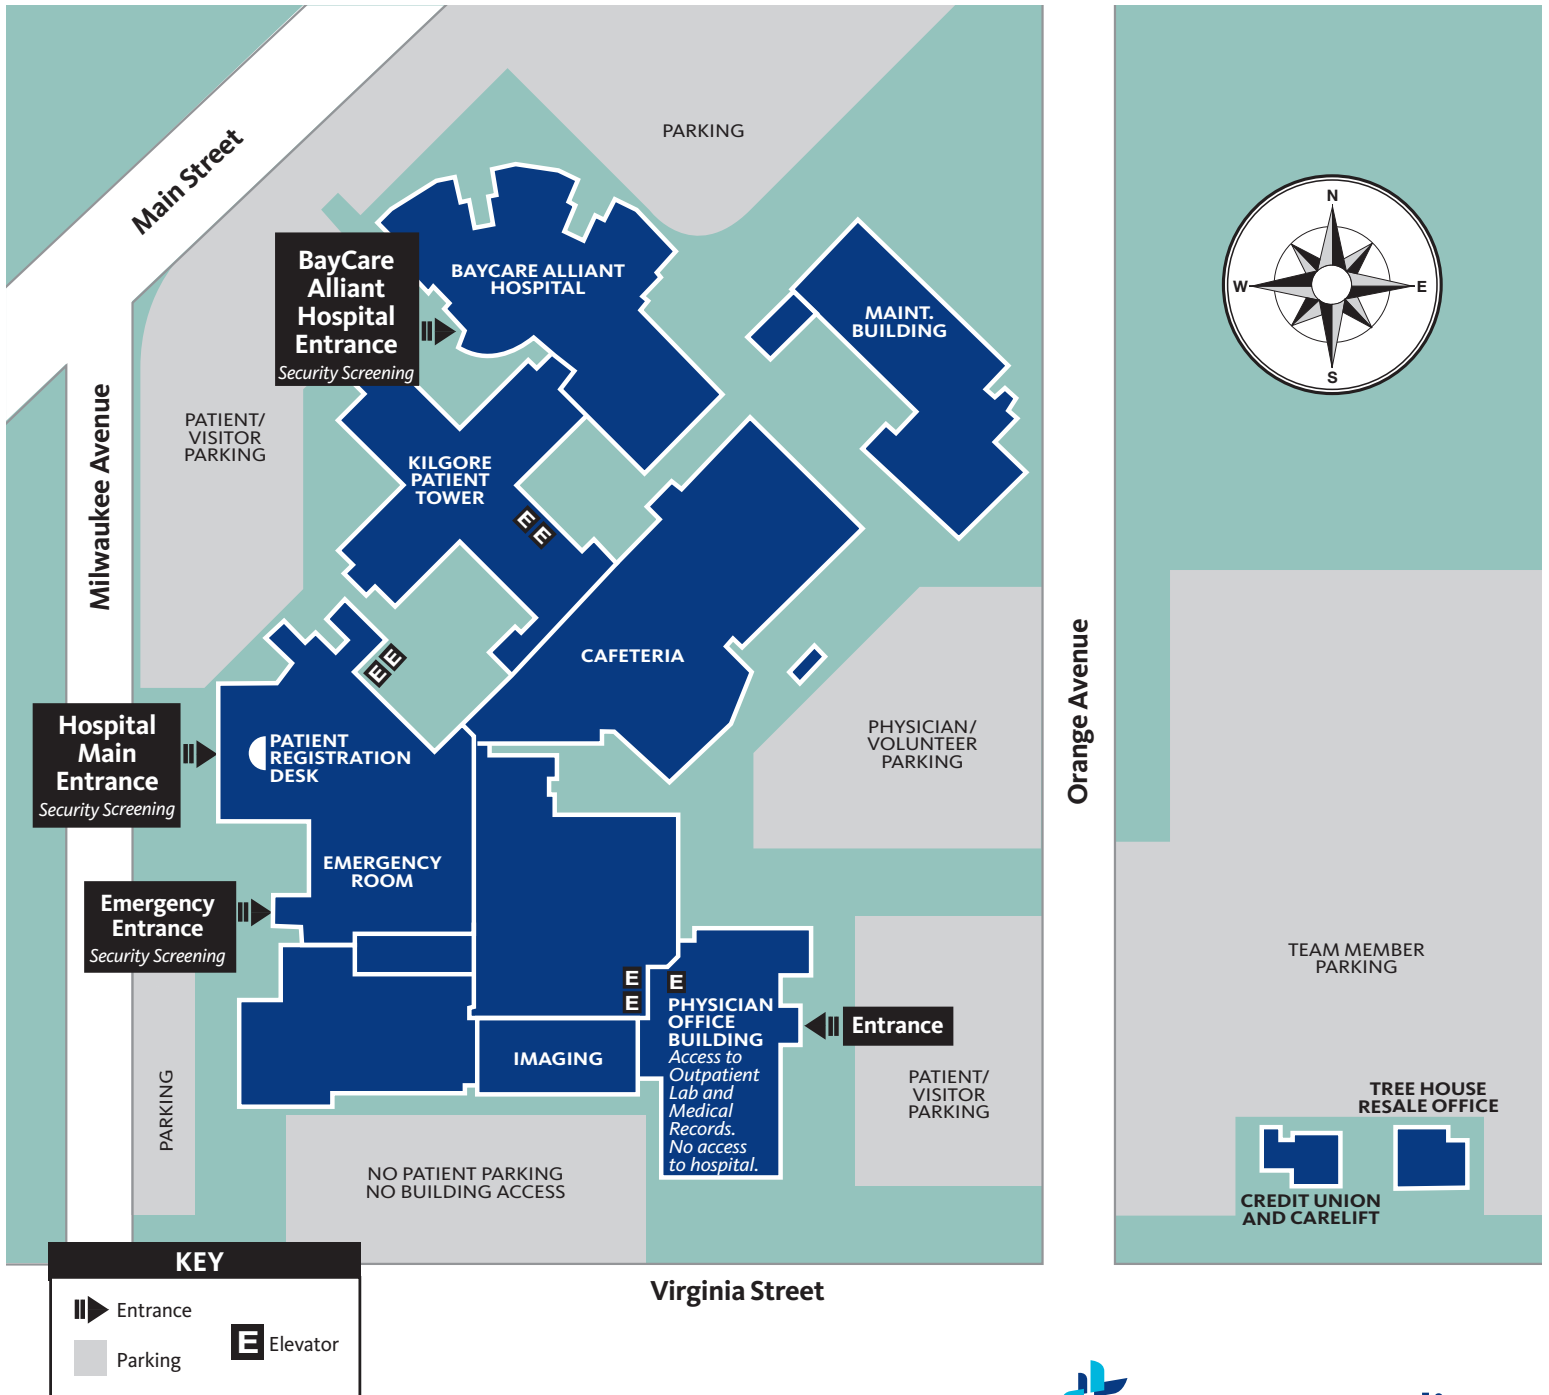 PARKING
Main Street
BayCare
Alliant
Hospital
Entrance
Security Screening
BAYCARE ALLIANT
HOSPITAL
MAINT.
BUILDING
N
W
E
S
Milwaukee Avenue
PATIENT/
VISITOR
PARKING
KILGORE
PATIENT
TOWER
E
E
E
E
CAFETERIA
Orange Avenue
Hospital
Main
Entrance
Security Screening
PATIENT
REGISTRATION
DESK
PHYSICIAN/
VOLUNTEER
PARKING
EMERGENCY
ROOM
Emergency
Entrance
Security Screening
TEAM MEMBER
PARKING
E
E
E
PHYSICIAN
OFFICE
BUILDING
Access to
Outpatient
Lab and
Medical
Records.
No access
to hospital.
Entrance
IMAGING
PARKING
PATIENT/
VISITOR
PARKING
TREE HOUSE
RESALE OFFICE
NO PATIENT PARKING
NO BUILDING ACCESS
CREDIT UNION
AND CARELIFT
KEY
Entrance
Parking
E Elevator
Virginia Street